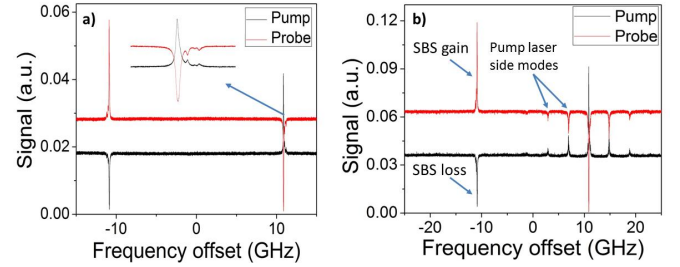 a)
Pump
Probe
0.06
0.04
0.02
0.00
Signal (a.u.)
-10
0
10
Frequency offset (GHz)
b)
Pump
Probe
SBS gain
Pump laser
side modes
SBS loss
0.12
0.09
0.06
0.03
0.00
Signal (a.u.)
-20
-10
0
10
20
Frequency offset (GHz)